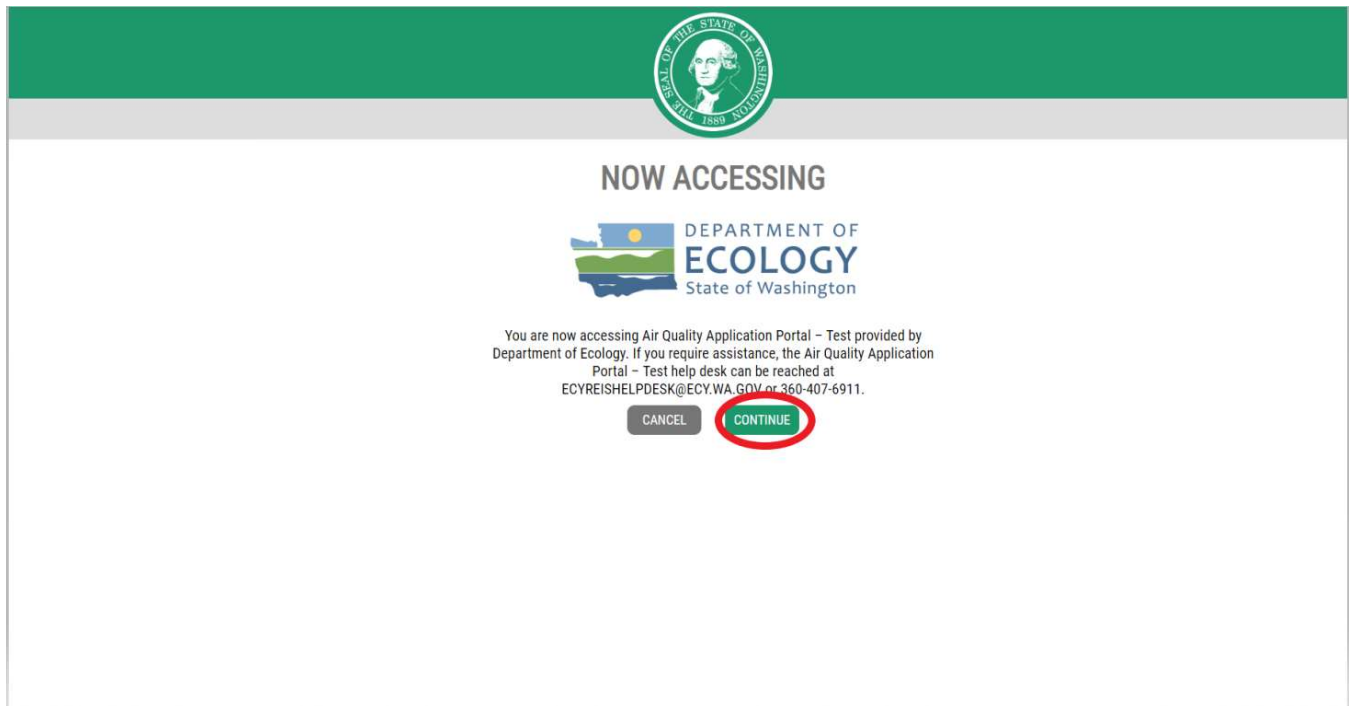 THE SEAL OF THE STATE OF WASHINGTON
1889
NOW ACCESSING
DEPARTMENT OF
ECOLOGY
State of Washington
You are now accessing Air Quality Application Portal – Test provided by
Department of Ecology. If you require assistance, the Air Quality Application
Portal – Test help desk can be reached at
ECYREISHELPDESK@ECY.WA.GOV or 360-407-6911.
CANCEL
CONTINUE